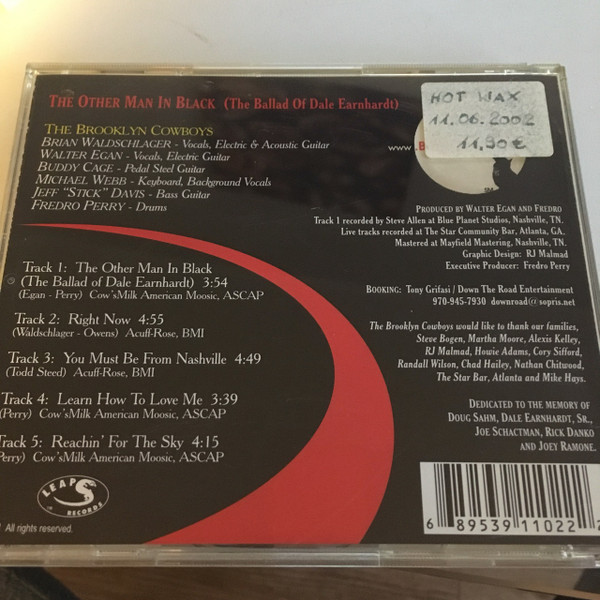 THE OTHER MAN IN BLACK (The Ballad Of Dale Earnhardt)
HOT WAX
11.06.2002
11,90 €
www.
THE BROOKLYN COWBOYS
BRIAN WALDSCHLAGER - Vocals, Electric & Acoustic Guitar
WALTER EGAN - Vocals, Electric Guitar
BUDDY CAGE - Pedal Steel Guitar
MICHAEL WEBB - Keyboard, Background Vocals
JEFF "STICK" DAVIS - Bass Guitar
FREDRO PERRY - Drums
Track 1: The Other Man In Black
(The Ballad of Dale Earnhardt) 3:54
(Egan - Perry) Cow'sMilk American Moosic, ASCAP
Track 2: Right Now 4:55
(Waldschlager - Owens) Acuff-Rose, BMI
Track 3: You Must Be From Nashville 4:49
(Todd Steed) Acuff-Rose, BMI
Track 4: Learn How To Love Me 3:39
(Perry) Cow'sMilk American Moosic, ASCAP
Track 5: Reachin' For The Sky 4:15
Perry) Cow'sMilk American Moosic, ASCAP
LEAPS
RECORDS
All rights reserved.
PRODUCED BY WALTER EGAN AND FREDRO
Track 1 recorded by Steve Allen at Blue Planet Studios, Nashville, TN.
Live tracks recorded at The Star Community Bar, Atlanta, GA.
Mastered at Mayfield Mastering, Nashville, TN.
Graphic Design: RJ Malmad
Executive Producer: Fredro Perry
BOOKING: Tony Grifasi / Down The Road Entertainment
970-945-7930 downroad@sopris.net
The Brooklyn Cowboys would like to thank our families,
Steve Bogen, Martha Moore, Alexis Kelley,
RJ Malmad, Howie Adams, Cory Sifford,
Randall Wilson, Chad Hailey, Nathan Chitwood,
The Star Bar, Atlanta and Mike Hays.
DEDICATED TO THE MEMORY OF
DOUG SAHM, DALE EARNHARDT, SR.,
JOE SCHACTMAN, RICK DANKO
AND JOEY RAMONE.
6 89539 11022 2